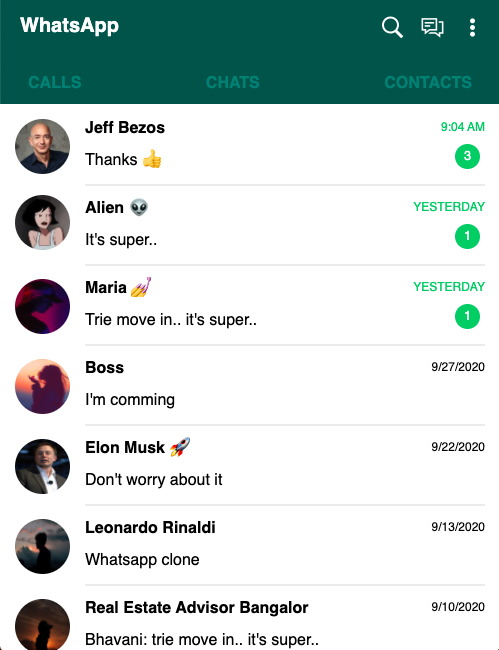 WhatsApp
CALLS CHATS CONTACTS
Jeff Bezos 9:04 AM
Thanks 👍 3
Alien 👽 YESTERDAY
It's super.. 1
Maria 💅 YESTERDAY
Trie move in.. it's super.. 1
Boss 9/27/2020
I'm comming
Elon Musk 🚀 9/22/2020
Don't worry about it
Leonardo Rinaldi 9/13/2020
Whatsapp clone
Real Estate Advisor Bangalor 9/10/2020
Bhavani: trie move in.. it's super..